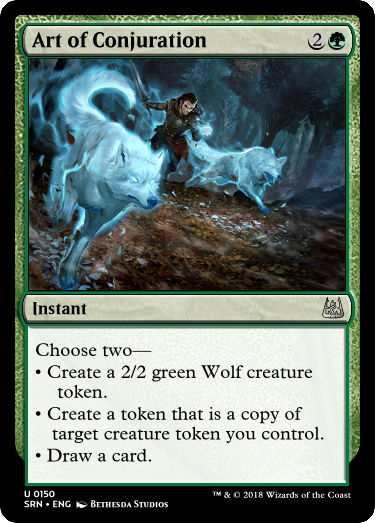 Art of Conjuration 2
Instant
Choose two—
• Create a 2/2 green Wolf creature
token.
• Create a token that is a copy of
target creature token you control.
• Draw a card.
U 0150
SRN • ENG Bethesda Studios ™ & © 2018 Wizards of the Coast